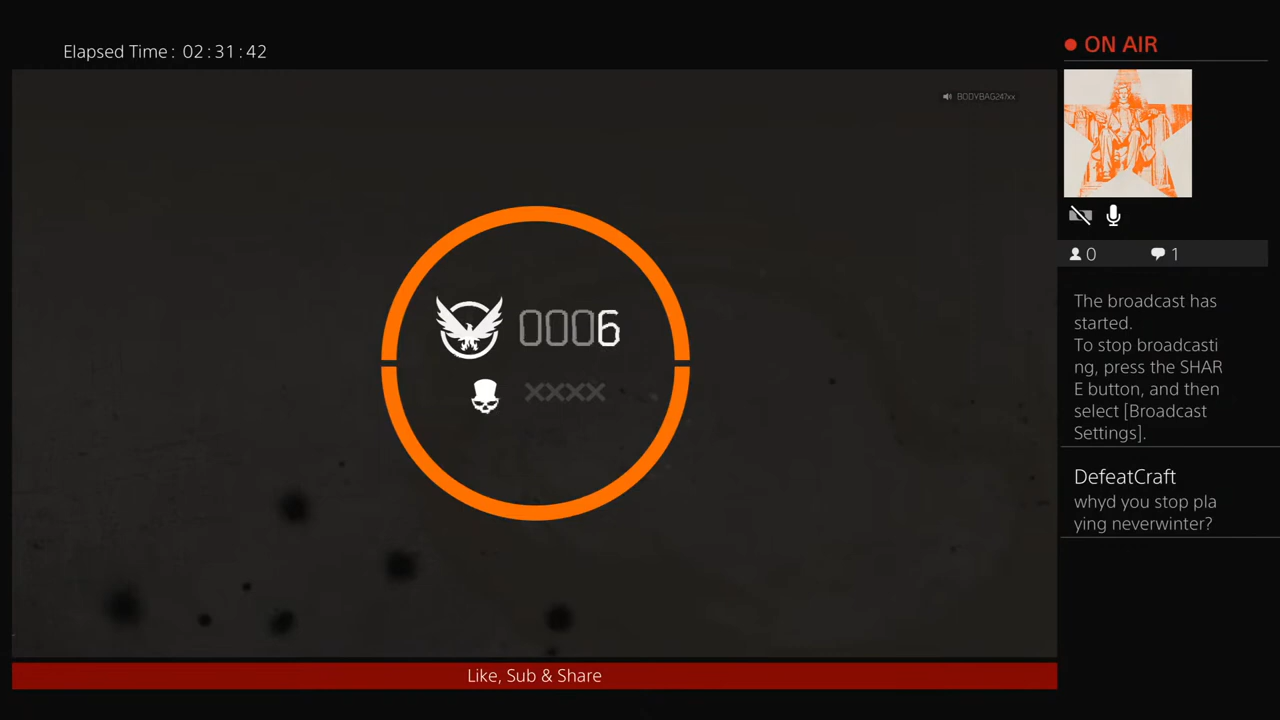 Elapsed Time: 02:31:42
ON AIR
BODYBAG247xx
0
1
0006
xxxx
The broadcast has
started.
To stop broadcasti
ng, press the SHAR
E button, and then
select [Broadcast
Settings].
DefeatCraft
whyd you stop pla
ying neverwinter?
Like, Sub & Share